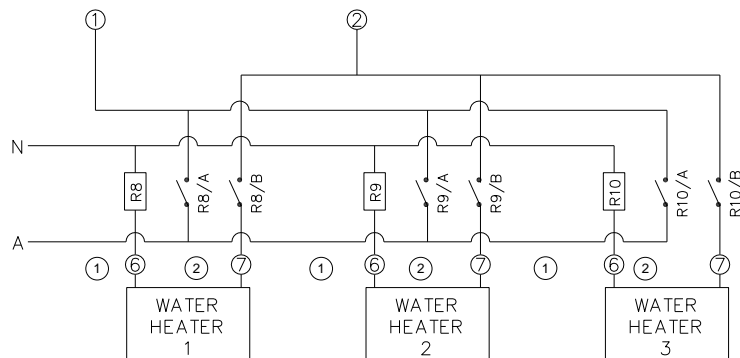 1 2
N
R8 R8/A R8/B R9 R9/A R9/B R10 R10/A R10/B
A
1 6 2 7 1 6 2 7 1 6 2 7
WATER HEATER 1
WATER HEATER 2
WATER HEATER 3